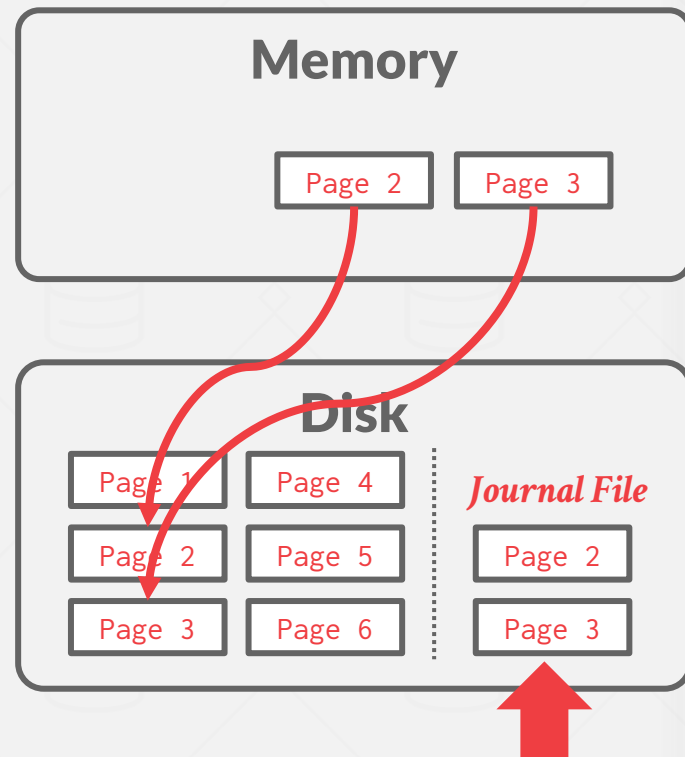 Memory
Page 2 Page 3
Disk
Page 1 Page 4
Journal File
Page 2 Page 5 Page 2
Page 3 Page 6 Page 3